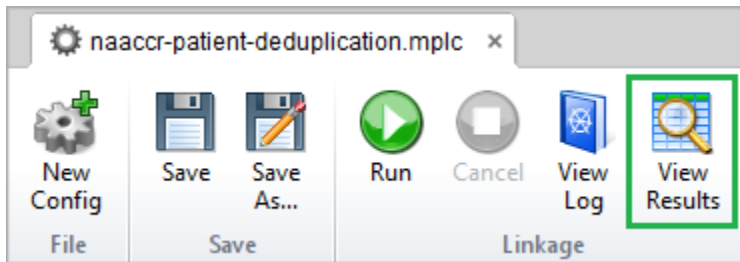 naaccr-patient-deduplication.mplc ×
New Config
Save
Save As...
Run
Cancel
View Log
View Results
File
Save
Linkage